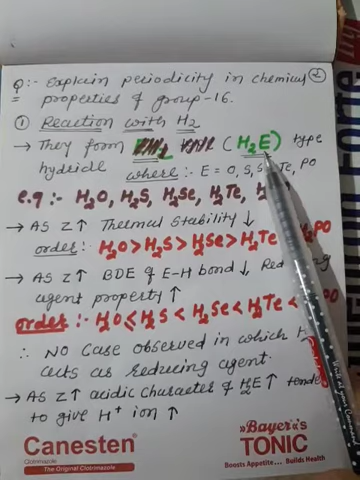 Q:- Explain periodicity in chemical ②
properties of group-16.
① Reaction with H₂
→ They form (H₂E) type
hydride where:- E = O, S, Te, Po
e.g H₂O, H₂S, H₂Se, H₂Te,
→ As Z↑ Thermal Stability ↓
order:- H₂O > H₂S > H₂Se > H₂Te
→ As Z↑ BDE of E-H bond ↓
agent property ↑
order:- H₂O < H₂S < H₂Se < H₂Te <
∴ NO Case observed in which
acts as reducing agent.
→ As Z↑ acidic Character of H₂E ↑
to give H⁺ ion ↑
Canesten
Clotrimazole
The Original Clotrimazole
»Bayer«'s
TONIC
Boosts Appetite... Builds Health